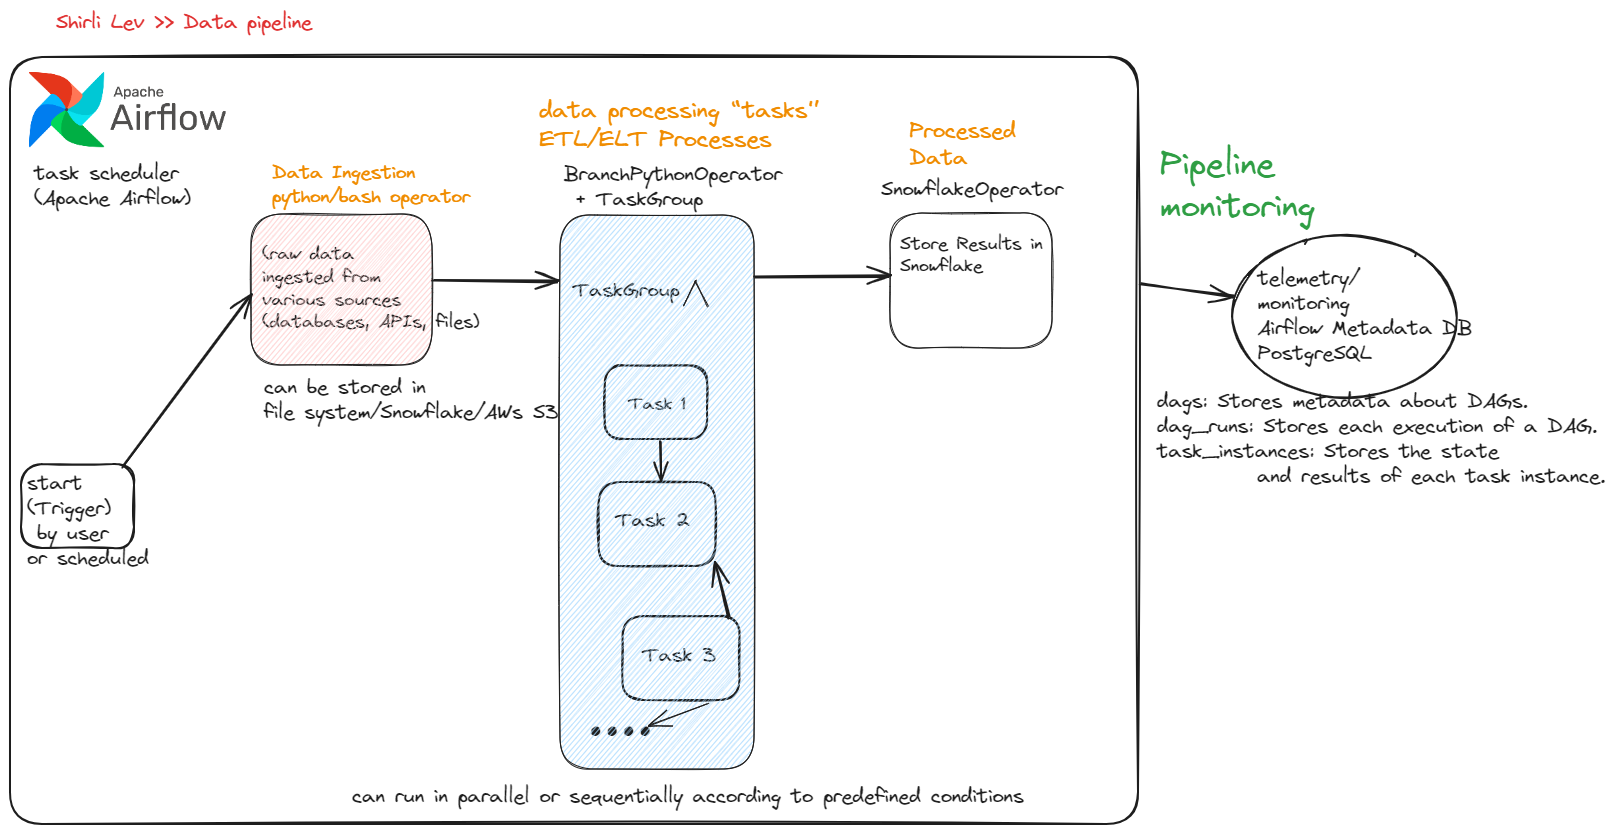 Shirli Lev >> Data pipeline
Apache
Airflow
task scheduler
(Apache Airflow)
start
(Trigger)
by user
or scheduled
Data Ingestion
python/bash operator
(raw data
ingested from
various sources
(databases, APIs, files)
can be stored in
file system/Snowflake/AWs S3
data processing “tasks”
ETL/ELT Processes
BranchPythonOperator
+ TaskGroup
TaskGroup
Task 1
Task 2
Task 3
Processed
Data
SnowflakeOperator
Store Results in
Snowflake
can run in parallel or sequentially according to predefined conditions
Pipeline
monitoring
telemetry/
monitoring
Airflow Metadata DB
PostgreSQL
dags: Stores metadata about DAGs.
dag_runs: Stores each execution of a DAG.
task_instances: Stores the state
and results of each task instance.